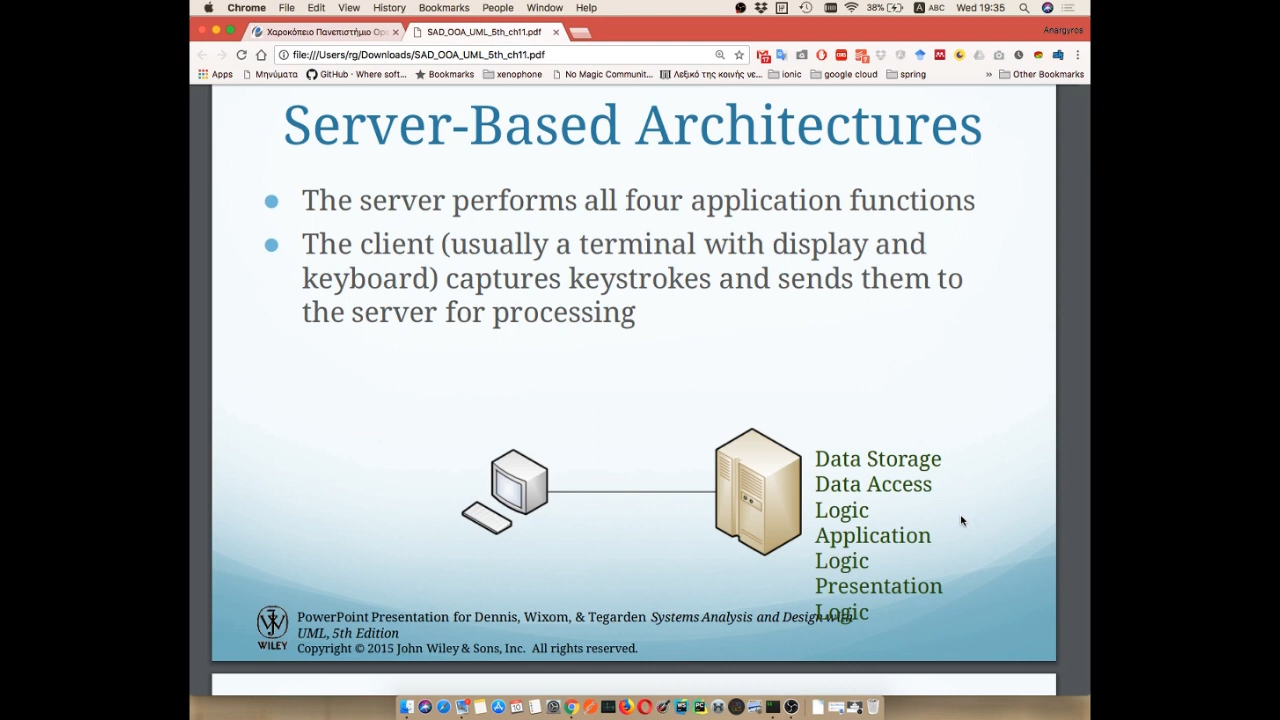 Chrome File Edit View History Bookmarks People Window Help 38% ABC Wed 19:35
Χαροκόπειο Πανεπιστήμιο Ope SAD_OOA_UML_5th_ch11.pdf Anargyros
file:///Users/rg/Downloads/SAD_OOA_UML_5th_ch11.pdf
Apps Μηνύματα GitHub · Where soft... Bookmarks xenophone No Magic Communit... Λεξικό της κοινής νε... ionic google cloud spring » Other Bookmarks
Server-Based Architectures
The server performs all four application functions
The client (usually a terminal with display and
keyboard) captures keystrokes and sends them to
the server for processing
Data Storage
Data Access
Logic
Application
Logic
Presentation
Logic
PowerPoint Presentation for Dennis, Wixom, & Tegarden Systems Analysis and Design with
UML, 5th Edition
Copyright © 2015 John Wiley & Sons, Inc. All rights reserved.
WILEY